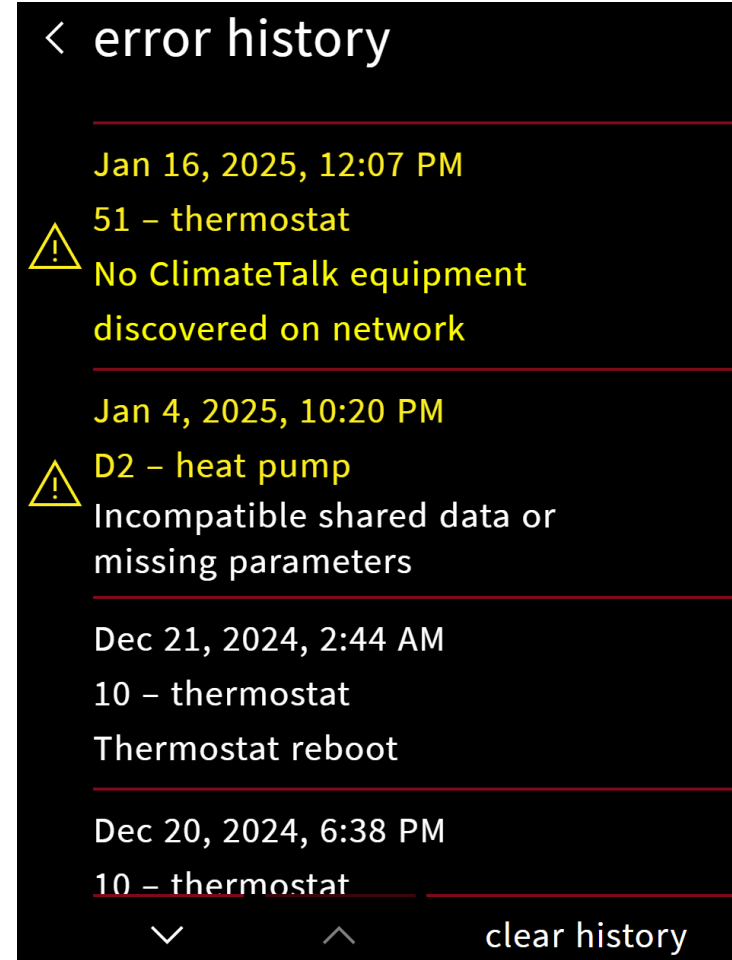 error history
Jan 16, 2025, 12:07 PM
51 – thermostat
No ClimateTalk equipment
discovered on network
Jan 4, 2025, 10:20 PM
D2 – heat pump
Incompatible shared data or
missing parameters
Dec 21, 2024, 2:44 AM
10 – thermostat
Thermostat reboot
Dec 20, 2024, 6:38 PM
10 – thermostat
clear history